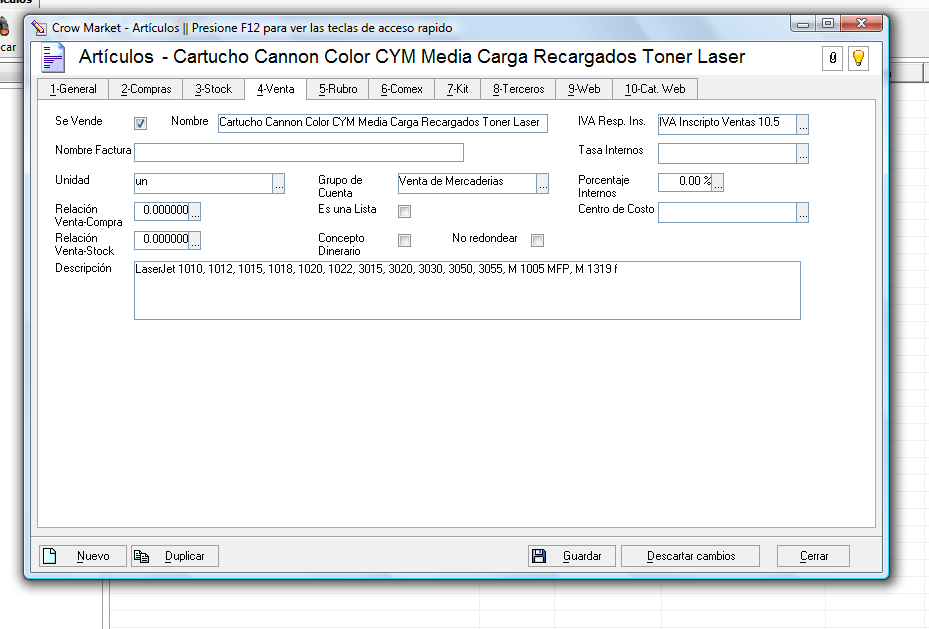 car
Crow Market - Artículos || Presione F12 para ver las teclas de acceso rapido
Artículos - Cartucho Cannon Color CYM Media Carga Recargados Toner Laser
1-General 2-Compras 3-Stock 4-Venta 5-Rubro 6-Comex 7-Kit 8-Terceros 9-Web 10-Cat. Web
Se Vende Nombre Cartucho Cannon Color CYM Media Carga Recargados Toner Laser IVA Resp. Ins. IVA Inscripto Ventas 10.5 ...
Nombre Factura Tasa Internos ...
Unidad un ... Grupo de Cuenta Venta de Mercaderias ... Porcentaje Internos 0.00 % ...
Relación Venta-Compra 0.000000 ... Es una Lista Centro de Costo ...
Relación Venta-Stock 0.000000 ... Concepto Dinerario No redondear
Descripción LaserJet 1010, 1012, 1015, 1018, 1020, 1022, 3015, 3020, 3030, 3050, 3055, M 1005 MFP, M 1319 f
Nuevo Duplicar Guardar Descartar cambios Cerrar